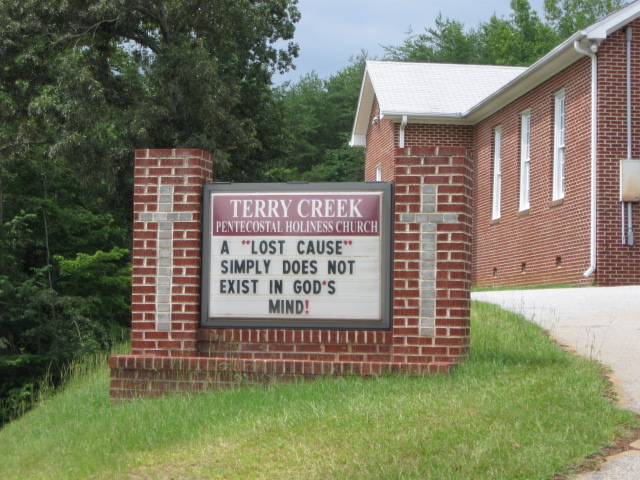 TERRY CREEK
PENTECOSTAL HOLINESS CHURCH
A "LOST CAUSE"
SIMPLY DOES NOT
EXIST IN GOD'S
MIND!